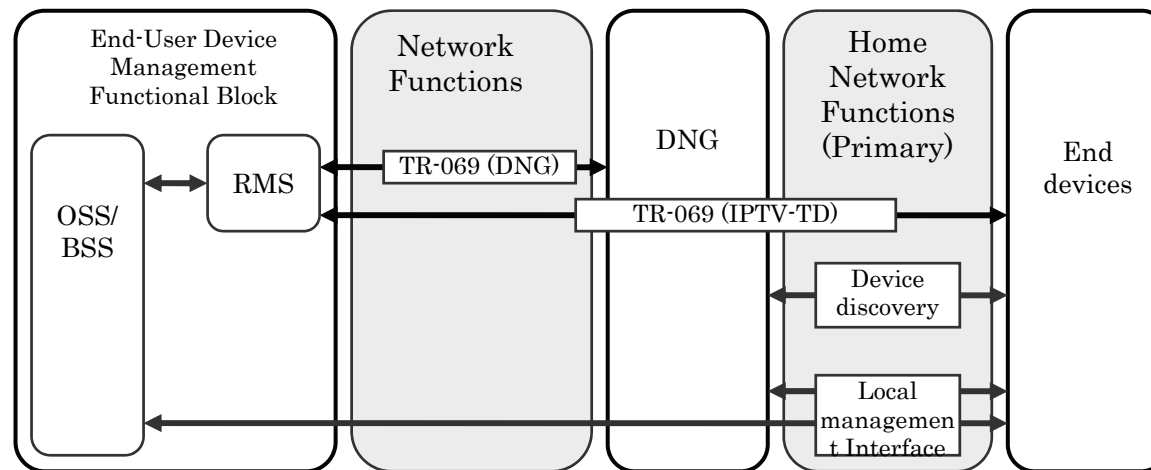 End-User Device
Management
Functional Block
OSS/
BSS
RMS
Network
Functions
TR-069 (DNG)
DNG
TR-069 (IPTV-TD)
Home
Network
Functions
(Primary)
Device
discovery
Local
managemen
t Interface
End
devices